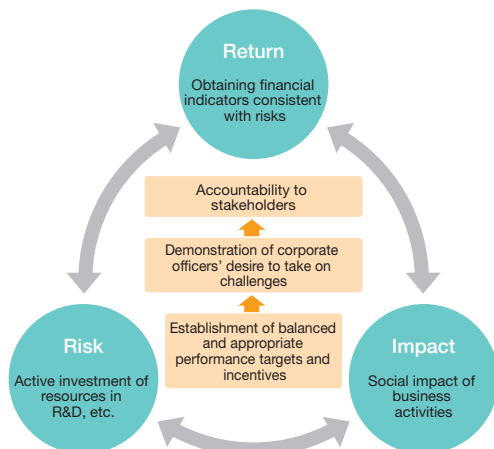 Return
Obtaining financial
indicators consistent
with risks
Accountability to
stakeholders
Demonstration of corporate
officers’ desire to take on
challenges
Establishment of balanced
and appropriate
performance targets and
incentives
Risk
Active investment of
resources in
R&D, etc.
Impact
Social impact of
business
activities